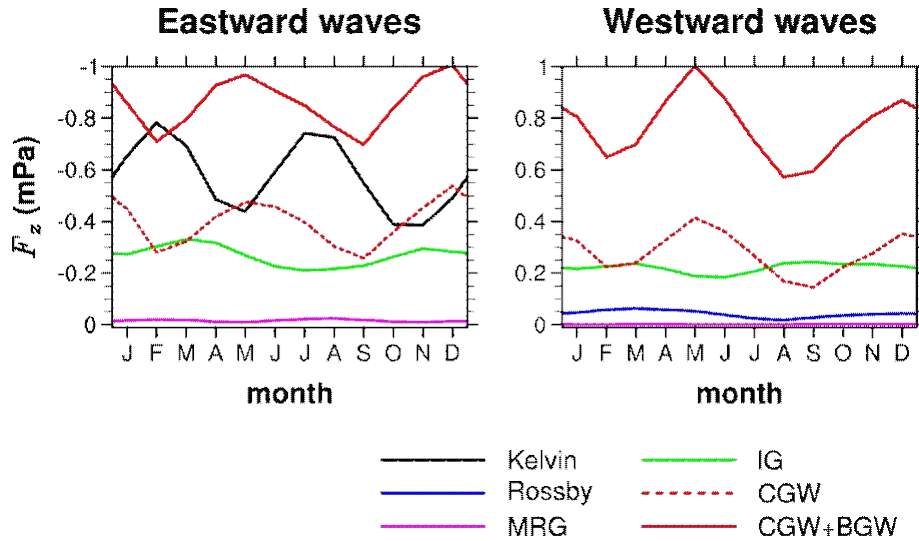 Eastward waves
Westward waves
F_z (mPa)
-1
-0.8
-0.6
-0.4
-0.2
0
J F M A M J J A S O N D
month
1
0.8
0.6
0.4
0.2
0
J F M A M J J A S O N D
month
Kelvin
Rossby
MRG
IG
CGW
CGW+BGW